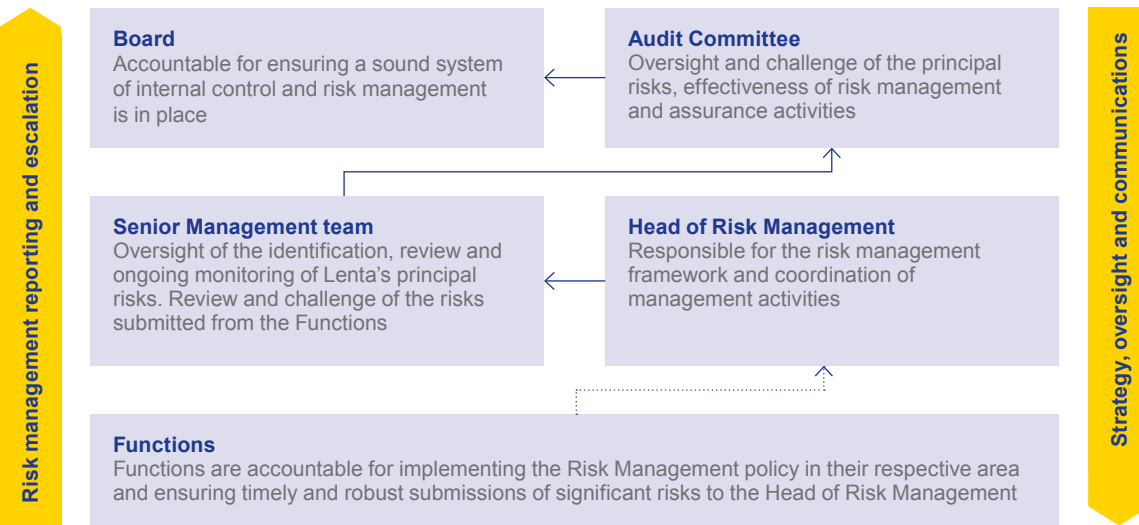 Risk management reporting and escalation
Board
Accountable for ensuring a sound system
of internal control and risk management
is in place
Audit Committee
Oversight and challenge of the principal
risks, effectiveness of risk management
and assurance activities
Senior Management team
Oversight of the identification, review and
ongoing monitoring of Lenta's principal
risks. Review and challenge of the risks
submitted from the Functions
Head of Risk Management
Responsible for the risk management
framework and coordination of
management activities
Functions
Functions are accountable for implementing the Risk Management policy in their respective area
and ensuring timely and robust submissions of significant risks to the Head of Risk Management
Strategy, oversight and communications